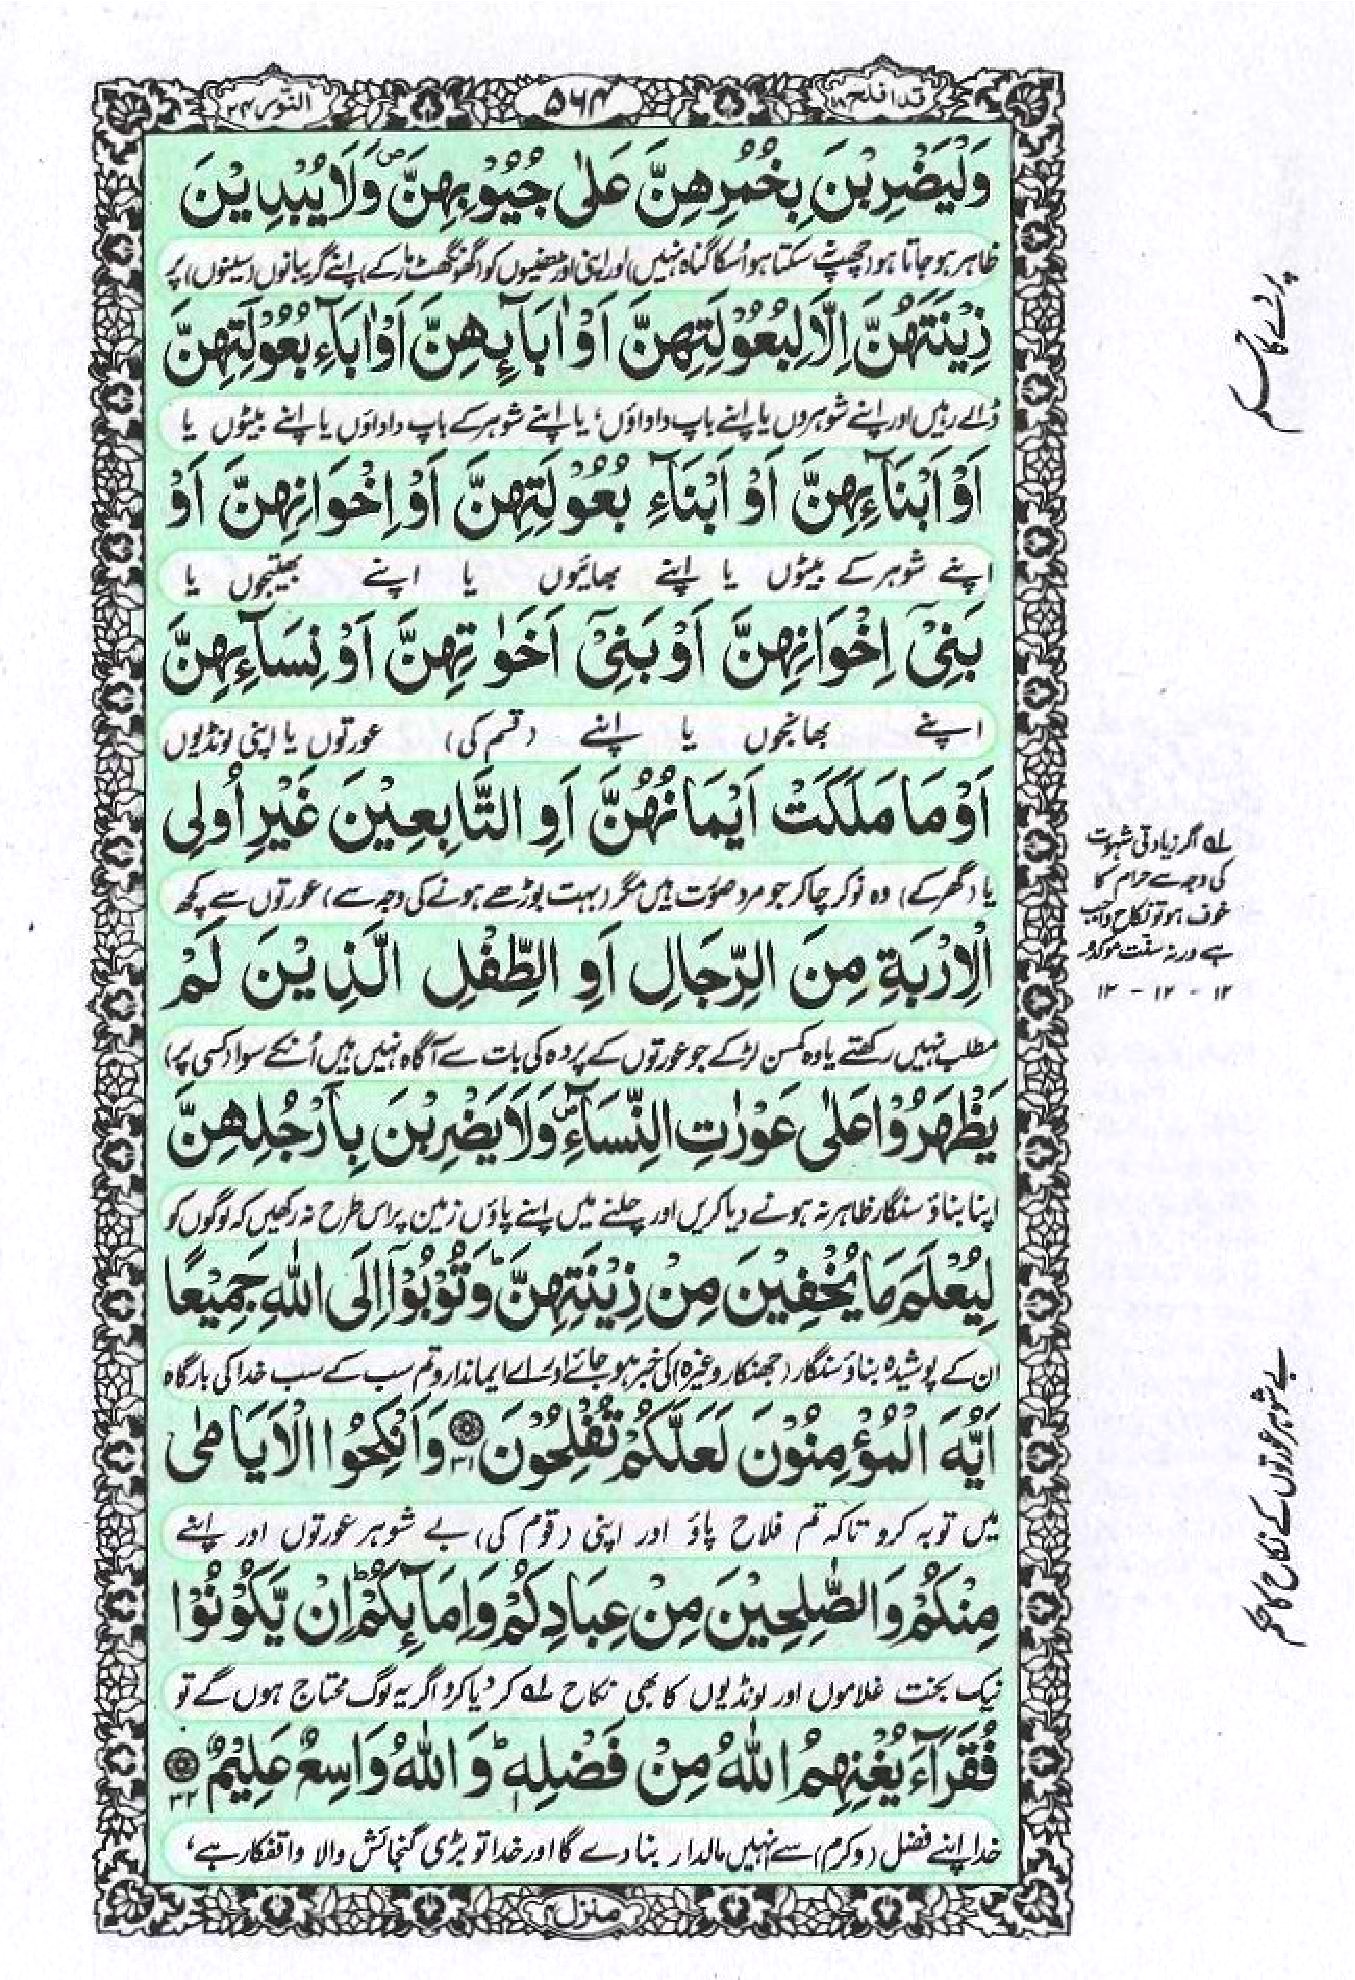 قد افلح ۱۸
۵۶۴
النّور ۲۴
وَلْيَضْرِبْنَ بِخُمُرِهِنَّ عَلٰى جُيُوْبِهِنَّ ۪ وَلَا يُبْدِيْنَ
ظاہر ہو جاتا ہو (چھپ نہ سکتا ہو اُسکا گناہ نہیں) اور اپنی اوڑھنیوں کو (گھونگھٹ مار کے) اپنے گریبانوں (سینوں) پر
زِيْنَتَهُنَّ اِلَّا لِبُعُوْلَتِهِنَّ اَوْ اٰبَآىِٕهِنَّ اَوْ اٰبَآءِ بُعُوْلَتِهِنَّ
ڈالے رہیں اور اپنے شوہروں یا اپنے باپ داداؤں، یا اپنے شوہر کے باپ داداؤں یا اپنے بیٹوں یا
اَوْ اَبْنَآىِٕهِنَّ اَوْ اَبْنَآءِ بُعُوْلَتِهِنَّ اَوْ اِخْوَانِهِنَّ اَوْ
اپنے شوہر کے بیٹوں یا اپنے بھائیوں یا اپنے بھتیجوں یا
بَنِيْۤ اِخْوَانِهِنَّ اَوْ بَنِيْۤ اَخَوٰتِهِنَّ اَوْ نِسَآىِٕهِنَّ
اپنے بھانجوں یا اپنے (قسم کی) عورتوں یا اپنی لونڈیوں
اَوْ مَا مَلَكَتْ اَيْمَانُهُنَّ اَوِ التَّابِعِيْنَ غَيْرِ اُولِي
یا (گھر کے) وہ نوکر چاکر جو مرد صورت ہیں مگر (بہت بوڑھے ہونے کی وجہ سے) عورتوں سے کچھ
الْاِرْبَةِ مِنَ الرِّجَالِ اَوِ الطِّفْلِ الَّذِيْنَ لَمْ
مطلب نہیں رکھتے یا وہ کمسن لڑکے جو عورتوں کے پردہ کی بات سے آگاہ نہیں ہیں اُنکے سوا (کسی پر)
يَظْهَرُوْا عَلٰى عَوْرٰتِ النِّسَآءِ ۪ وَلَا يَضْرِبْنَ بِاَرْجُلِهِنَّ
اپنا بناؤ سنگار ظاہر نہ ہونے دیا کریں اور چلنے میں اپنے پاؤں زمین پر اس طرح نہ رکھیں کہ لوگوں کو
لِيُعْلَمَ مَا يُخْفِيْنَ مِنْ زِيْنَتِهِنَّ ؕ وَتُوْبُوْۤا اِلَى اللّٰهِ جَمِيْعًا
ان کے پوشیدہ بناؤ سنگار (جھنکار وغیرہ) کی خبر ہو جائے اور اے ایماندارو تم سب کے سب خدا کی بارگاہ
اَيُّهَ الْمُؤْمِنُوْنَ لَعَلَّكُمْ تُفْلِحُوْنَ ۳۱ وَاَنْكِحُوا الْاَيَامٰى
میں توبہ کرو تاکہ تم فلاح پاؤ اور اپنی (قوم کی) بے شوہر عورتوں اور اپنے
مِنْكُمْ وَالصّٰلِحِيْنَ مِنْ عِبَادِكُمْ وَاِمَآىِٕكُمْ ؕ اِنْ يَّكُوْنُوْا
نیک بخت غلاموں اور لونڈیوں کا بھی نکاح لہ کر دیا کرو اگر یہ لوگ محتاج ہوں گے تو
فُقَرَآءَ يُغْنِهِمُ اللّٰهُ مِنْ فَضْلِهٖ ؕ وَاللّٰهُ وَاسِعٌ عَلِيْمٌ ۳۲
خدا اپنے فضل (و کرم) سے انہیں مالدار بنا دے گا اور خدا تو بڑی گنجائش والا واقفکار ہے،
منزل ۴
پردے کا حکم
لہ اگر زیادتی شہوت
کی وجہ سے حرام کا
خوف ہو تو نکاح واجب
ہے ورنہ سنت موکدہ
۱۲ - ۱۲ - ۱۲
بے شوہر عورتوں کے نکاح کا حکم